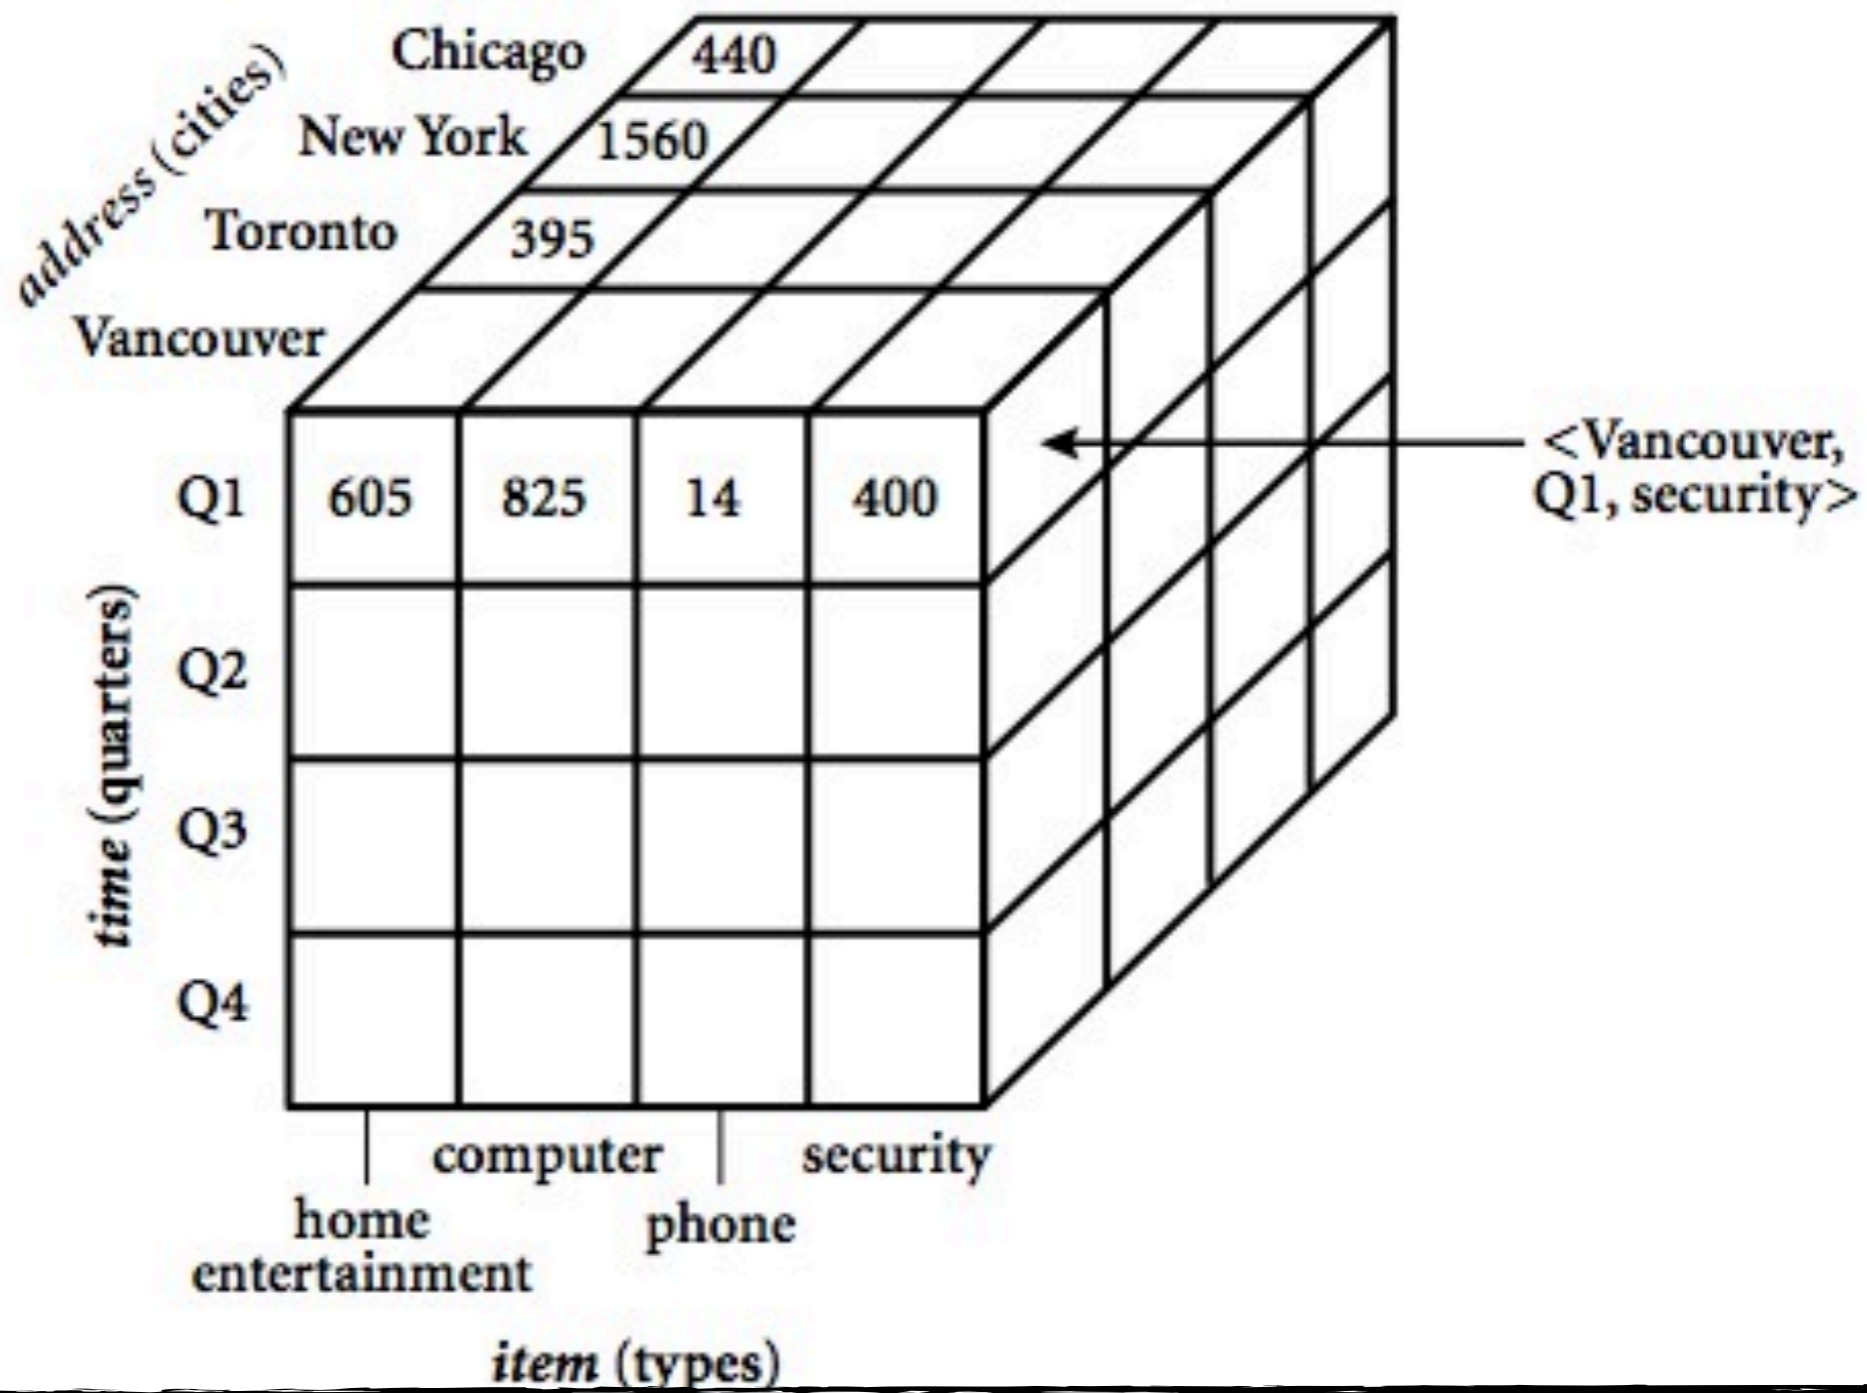 Chicago
440
New York
1560
address (cities)
Toronto
395
Vancouver
Q1
605
825
14
400
<Vancouver,
Q1, security>
Q2
time (quarters)
Q3
Q4
computer
security
home
entertainment
phone
item (types)